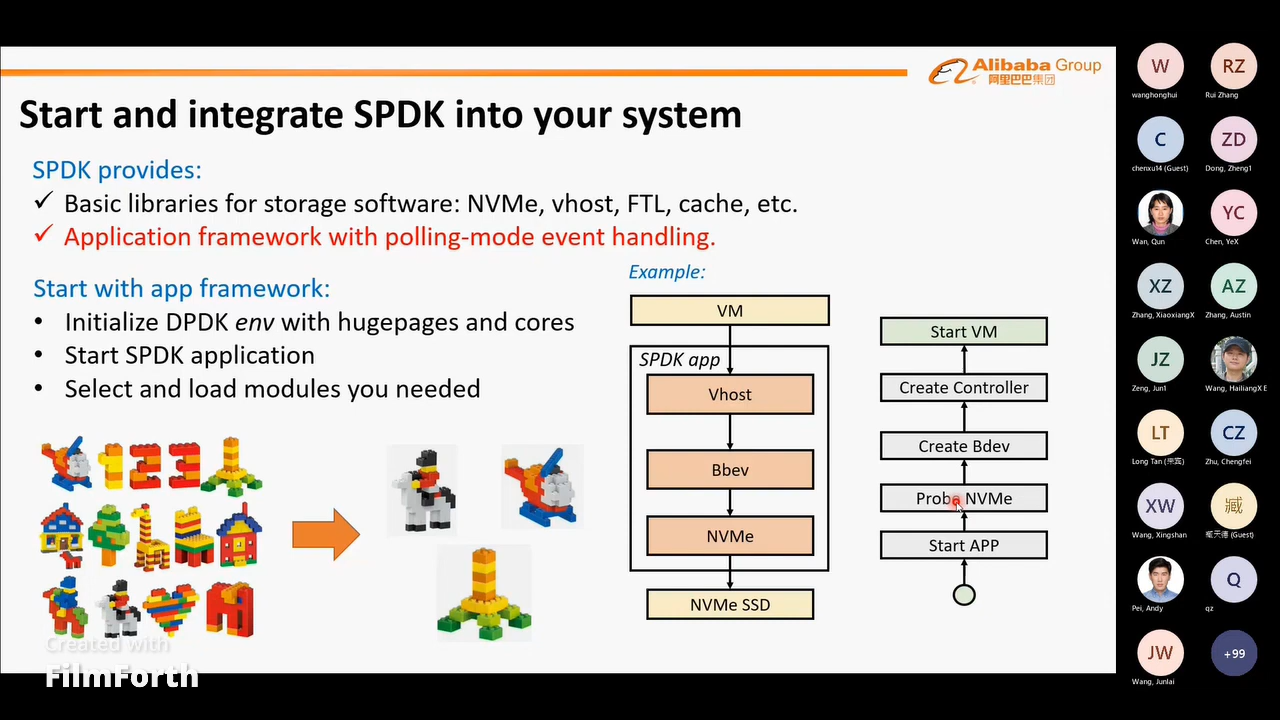 Alibaba Group
阿里巴巴集团
Start and integrate SPDK into your system
SPDK provides:
✓ Basic libraries for storage software: NVMe, vhost, FTL, cache, etc.
✓ Application framework with polling-mode event handling.
Start with app framework:
• Initialize DPDK env with hugepages and cores
• Start SPDK application
• Select and load modules you needed
Example:
VM
SPDK app
Vhost
Bbev
NVMe
NVMe SSD
Start VM
Create Controller
Create Bdev
Probe NVMe
Start APP
Created with
FilmForth
W
wanghonghui
RZ
Rui Zhang
C
chenxu14 (Guest)
ZD
Dong, Zheng1
Wan, Qun
YC
Chen, YeX
XZ
Zhang, XiaoxiangX
AZ
Zhang, Austin
JZ
Zeng, Jun1
Wang, HailiangX E
LT
Long Tan
CZ
Zhu, Chengfei
XW
Wang, Xingshan
臧
(Guest)
Pei, Andy
Q
qz
JW
Wang, Junlai
+99